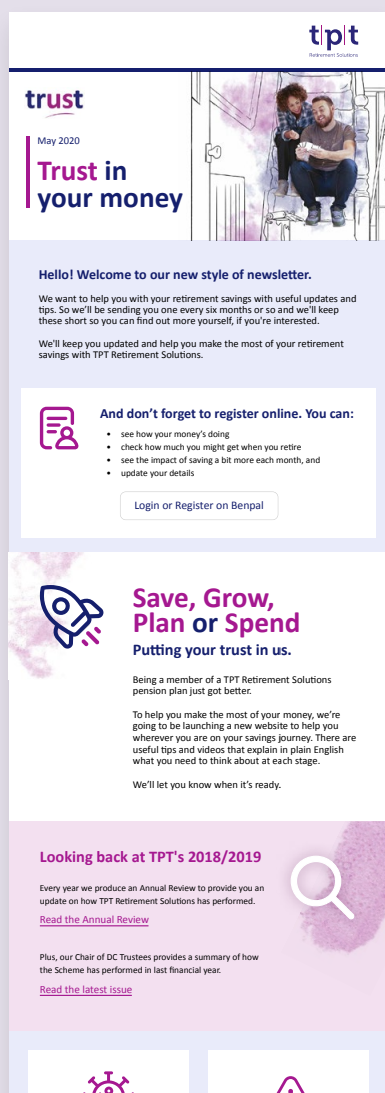 t|p|t
Retirement Solutions
trust
May 2020
Trust in
your money
Hello! Welcome to our new style of newsletter.
We want to help you with your retirement savings with useful updates and
tips. So we’ll be sending you one every six months or so and we'll keep
these short so you can find out more yourself, if you're interested.
We'll keep you updated and help you make the most of your retirement
savings with TPT Retirement Solutions.
And don’t forget to register online. You can:
• see how your money’s doing
• check how much you might get when you retire
• see the impact of saving a bit more each month, and
• update your details
Login or Register on Benpal
Save, Grow,
Plan or Spend
Putting your trust in us.
Being a member of a TPT Retirement Solutions
pension plan just got better.
To help you make the most of your money, we’re
going to be launching a new website to help you
wherever you are on your savings journey. There are
useful tips and videos that explain in plain English
what you need to think about at each stage.
We’ll let you know when it’s ready.
Looking back at TPT's 2018/2019
Every year we produce an Annual Review to provide you an
update on how TPT Retirement Solutions has performed.
Read the Annual Review
Plus, our Chair of DC Trustees provides a summary of how
the Scheme has performed in last financial year.
Read the latest issue